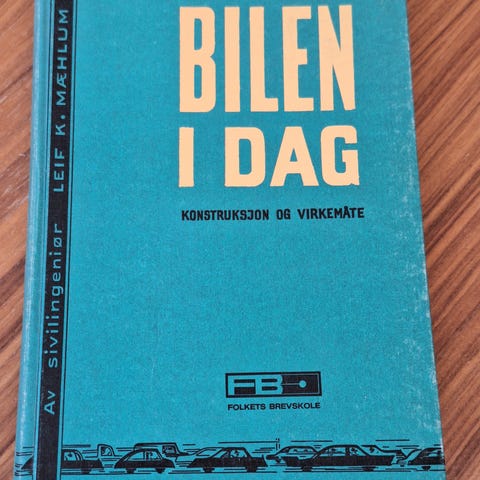 BILEN
I DAG
KONSTRUKSJON OG VIRKEMÅTE
Av sivilingeniør LEIF K. MÆHLUM
FB
FOLKETS BREVSKOLE